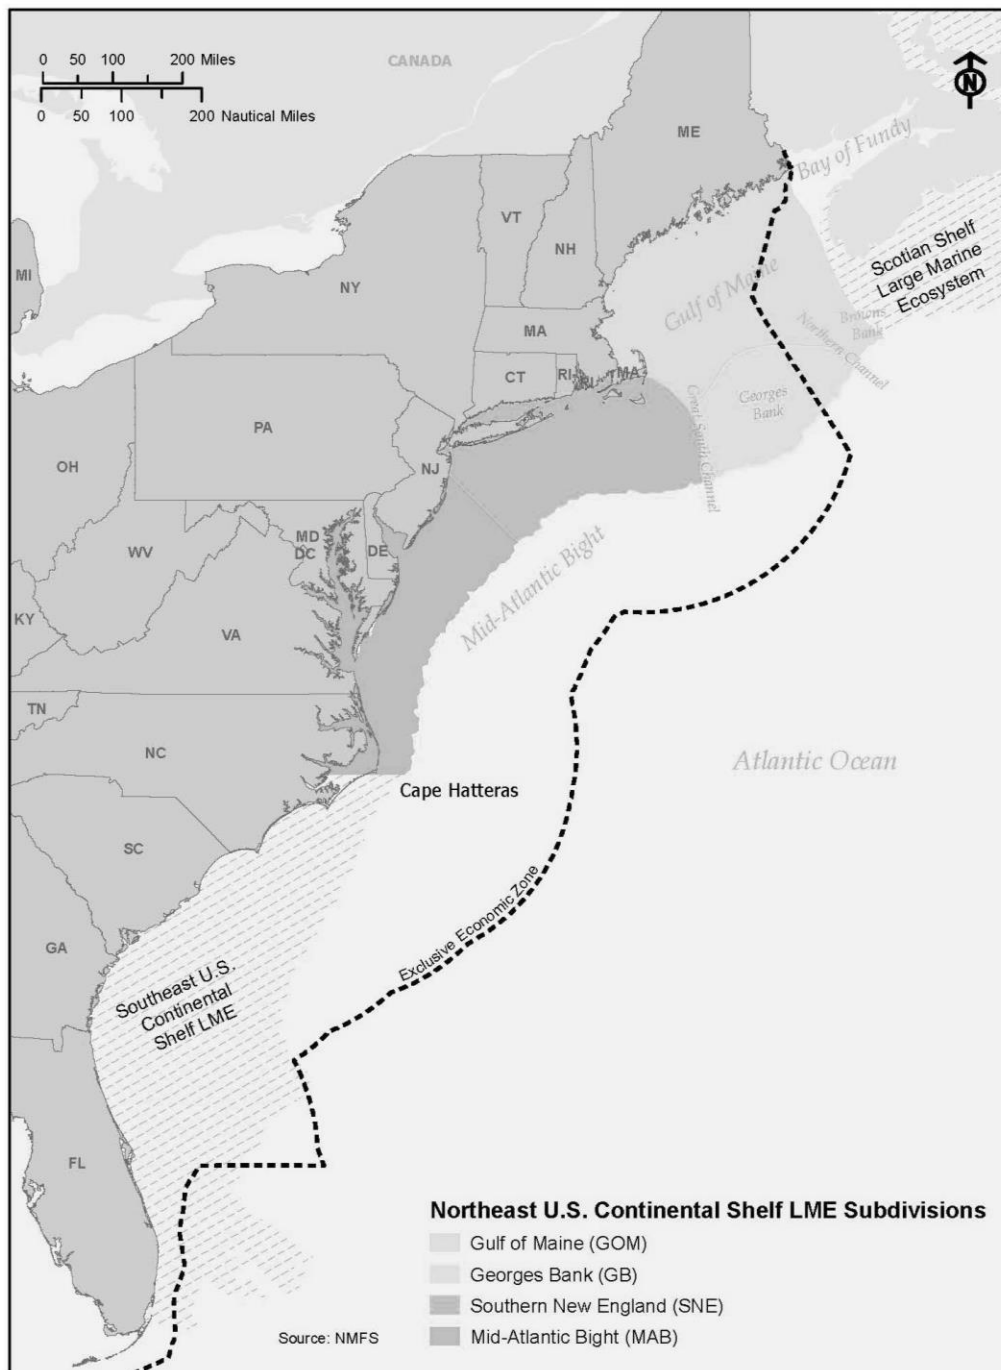 0 50 100 200 Miles
0 50 100 200 Nautical Miles
CANADA
N
ME
Bay of Fundy
VT
NH
Scotian Shelf
Large Marine
Ecosystem
MI
NY
Gulf of Maine
MA
Browns
Bank
Northern Channel
CT
RI
RI
MA
Georges
Bank
Great South Channel
PA
OH
NJ
MD
DC
DE
WV
Mid-Atlantic Bight
KY
VA
TN
NC
Atlantic Ocean
Cape Hatteras
SC
Exclusive Economic Zone
GA
Southeast U.S.
Continental
Shelf LME
FL
Northeast U.S. Continental Shelf LME Subdivisions
Gulf of Maine (GOM)
Georges Bank (GB)
Southern New England (SNE)
Mid-Atlantic Bight (MAB)
Source: NMFS